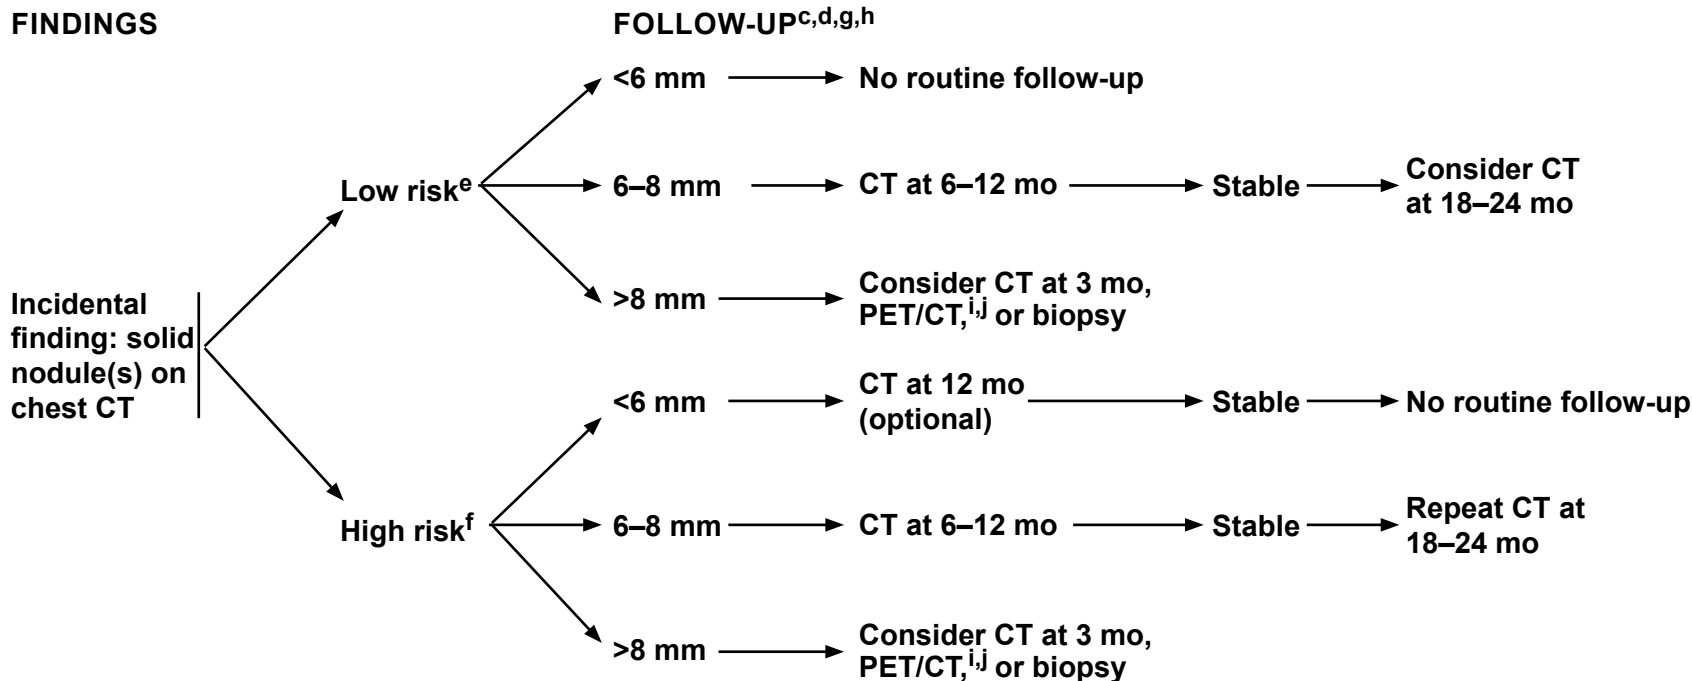 FINDINGS
FOLLOW-UPc,d,g,h
<6 mm
No routine follow-up
Low riske
6–8 mm
CT at 6–12 mo
Stable
Consider CT
at 18–24 mo
>8 mm
Consider CT at 3 mo,
PET/CT,i,j or biopsy
Incidental
finding: solid
nodule(s) on
chest CT
<6 mm
CT at 12 mo
(optional)
Stable
No routine follow-up
High riskf
6–8 mm
CT at 6–12 mo
Stable
Repeat CT at
18–24 mo
>8 mm
Consider CT at 3 mo,
PET/CT,i,j or biopsy